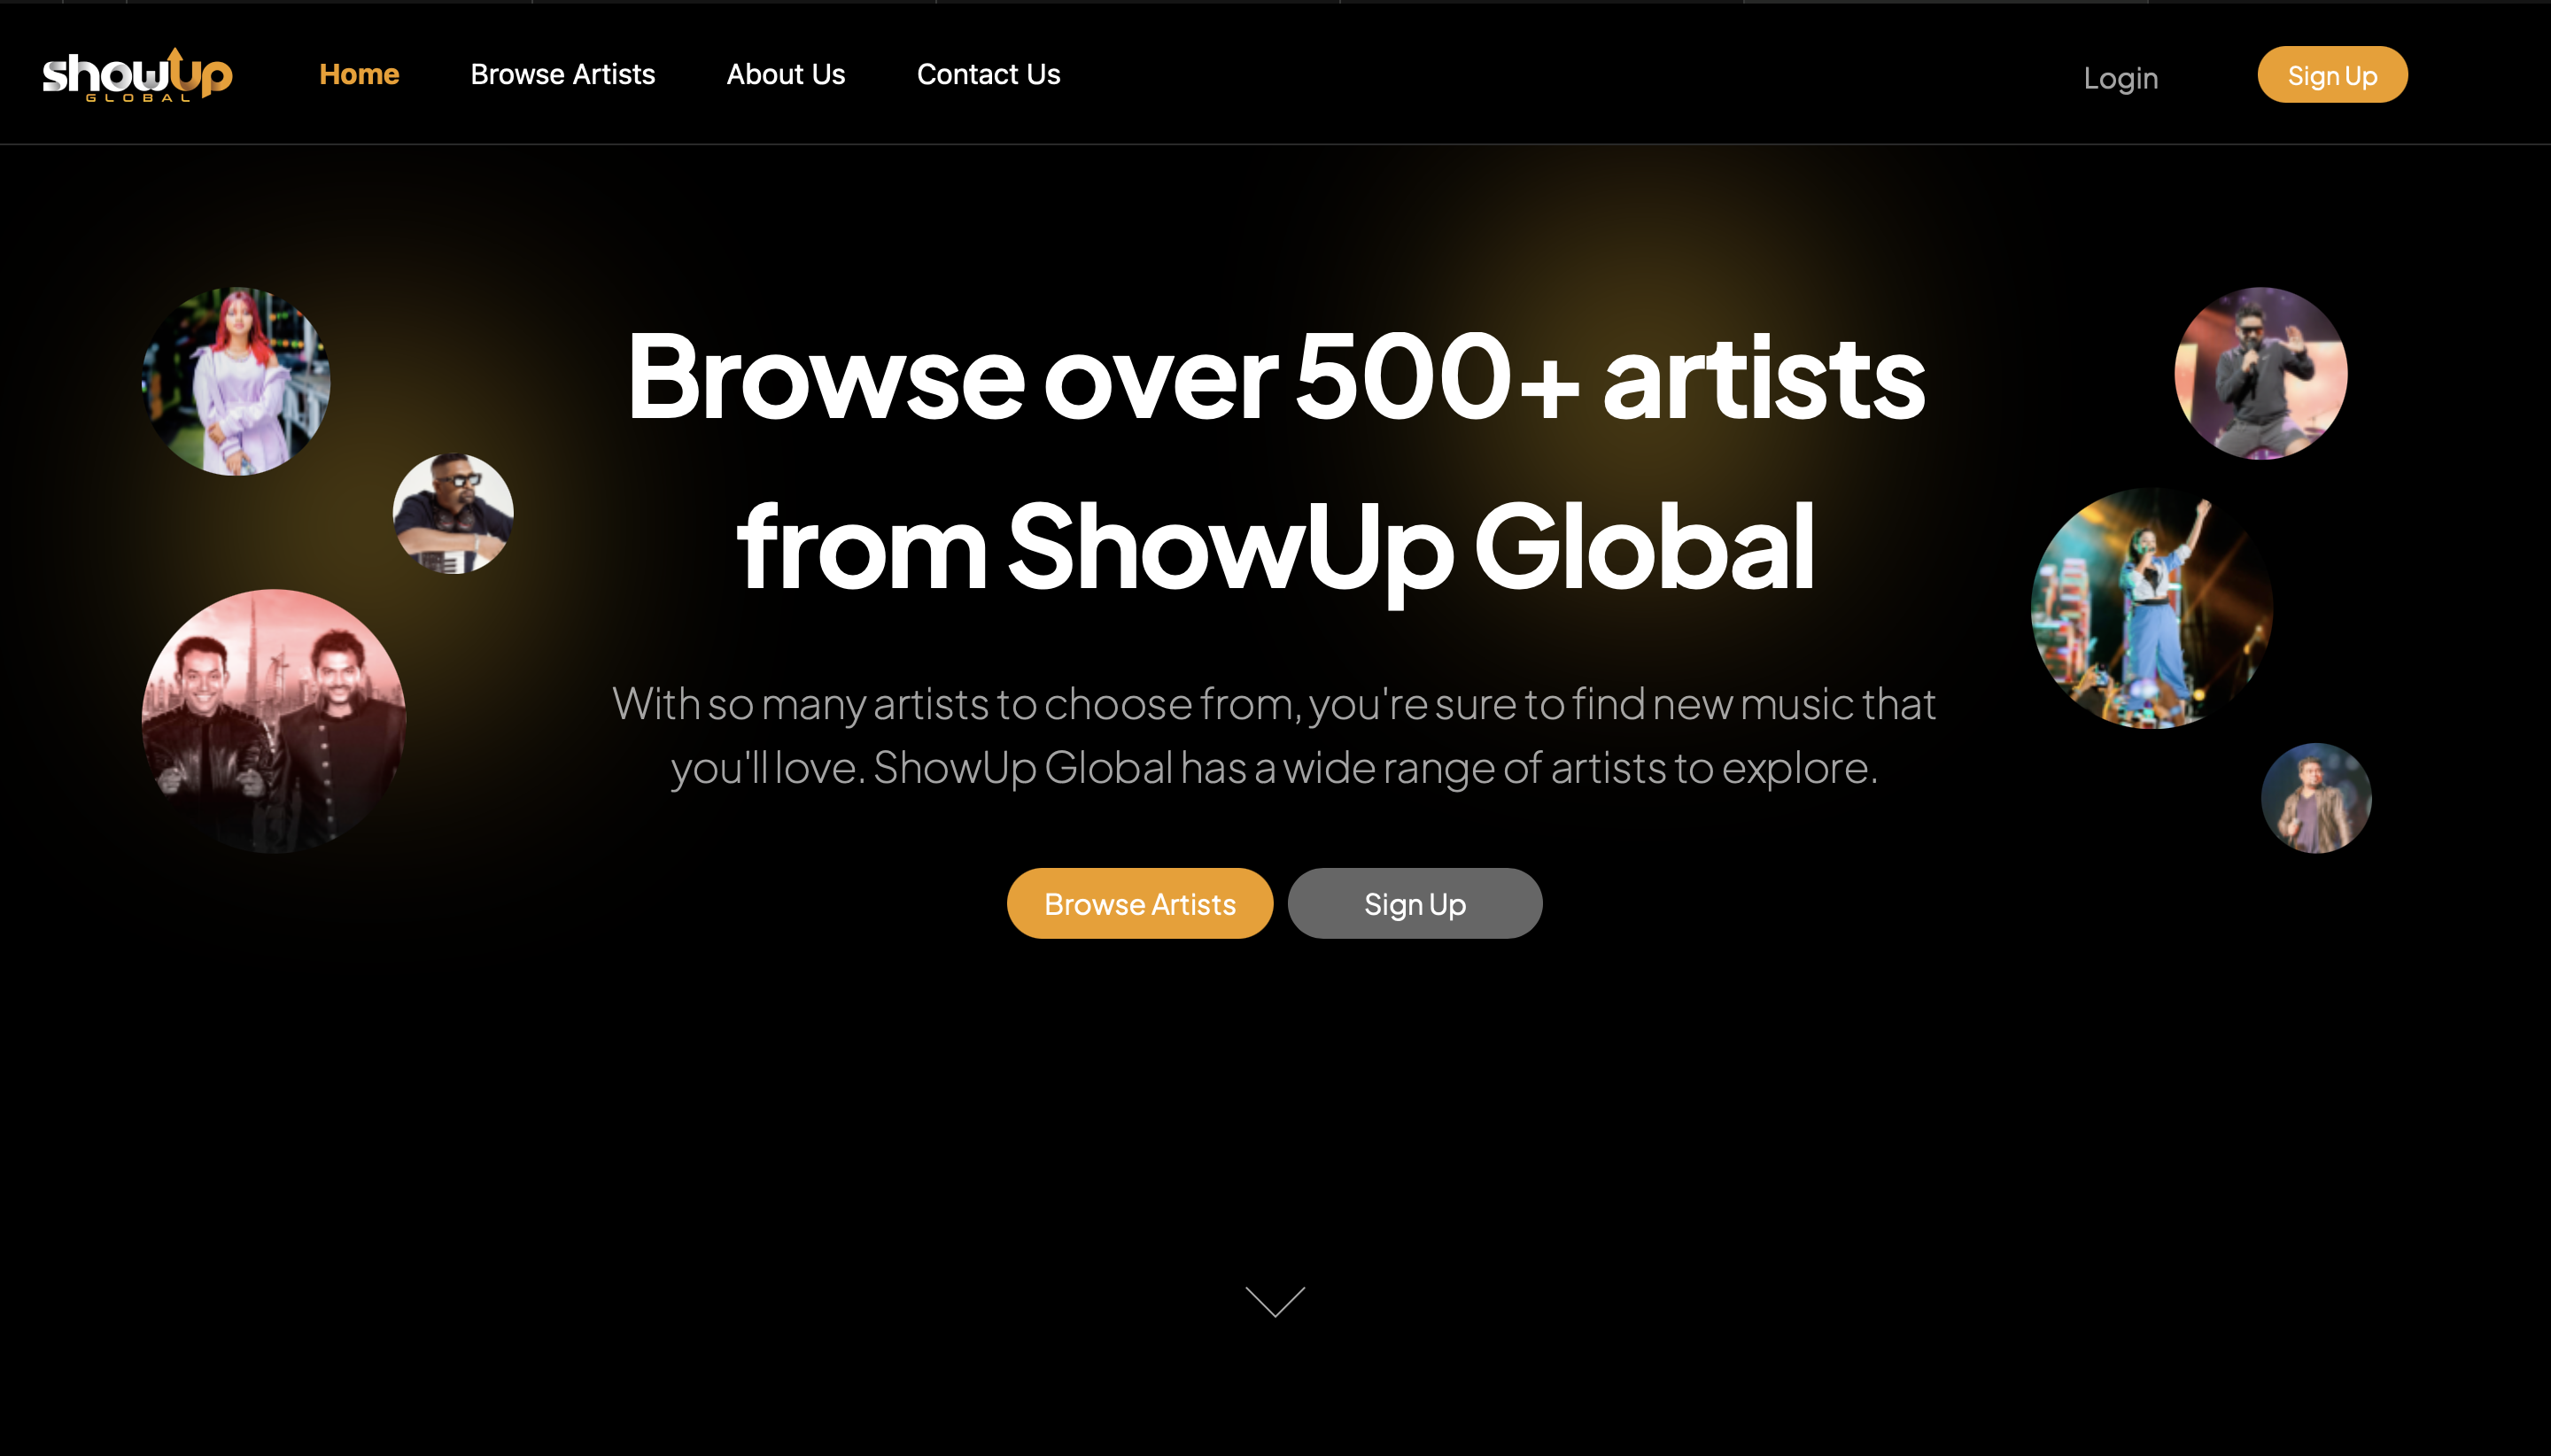 showUp
GLOBAL
Home
Browse Artists
About Us
Contact Us
Login
Sign Up
Browse over 500+ artists
from ShowUp Global
With so many artists to choose from, you're sure to find new music that
you'll love. ShowUp Global has a wide range of artists to explore.
Browse Artists
Sign Up